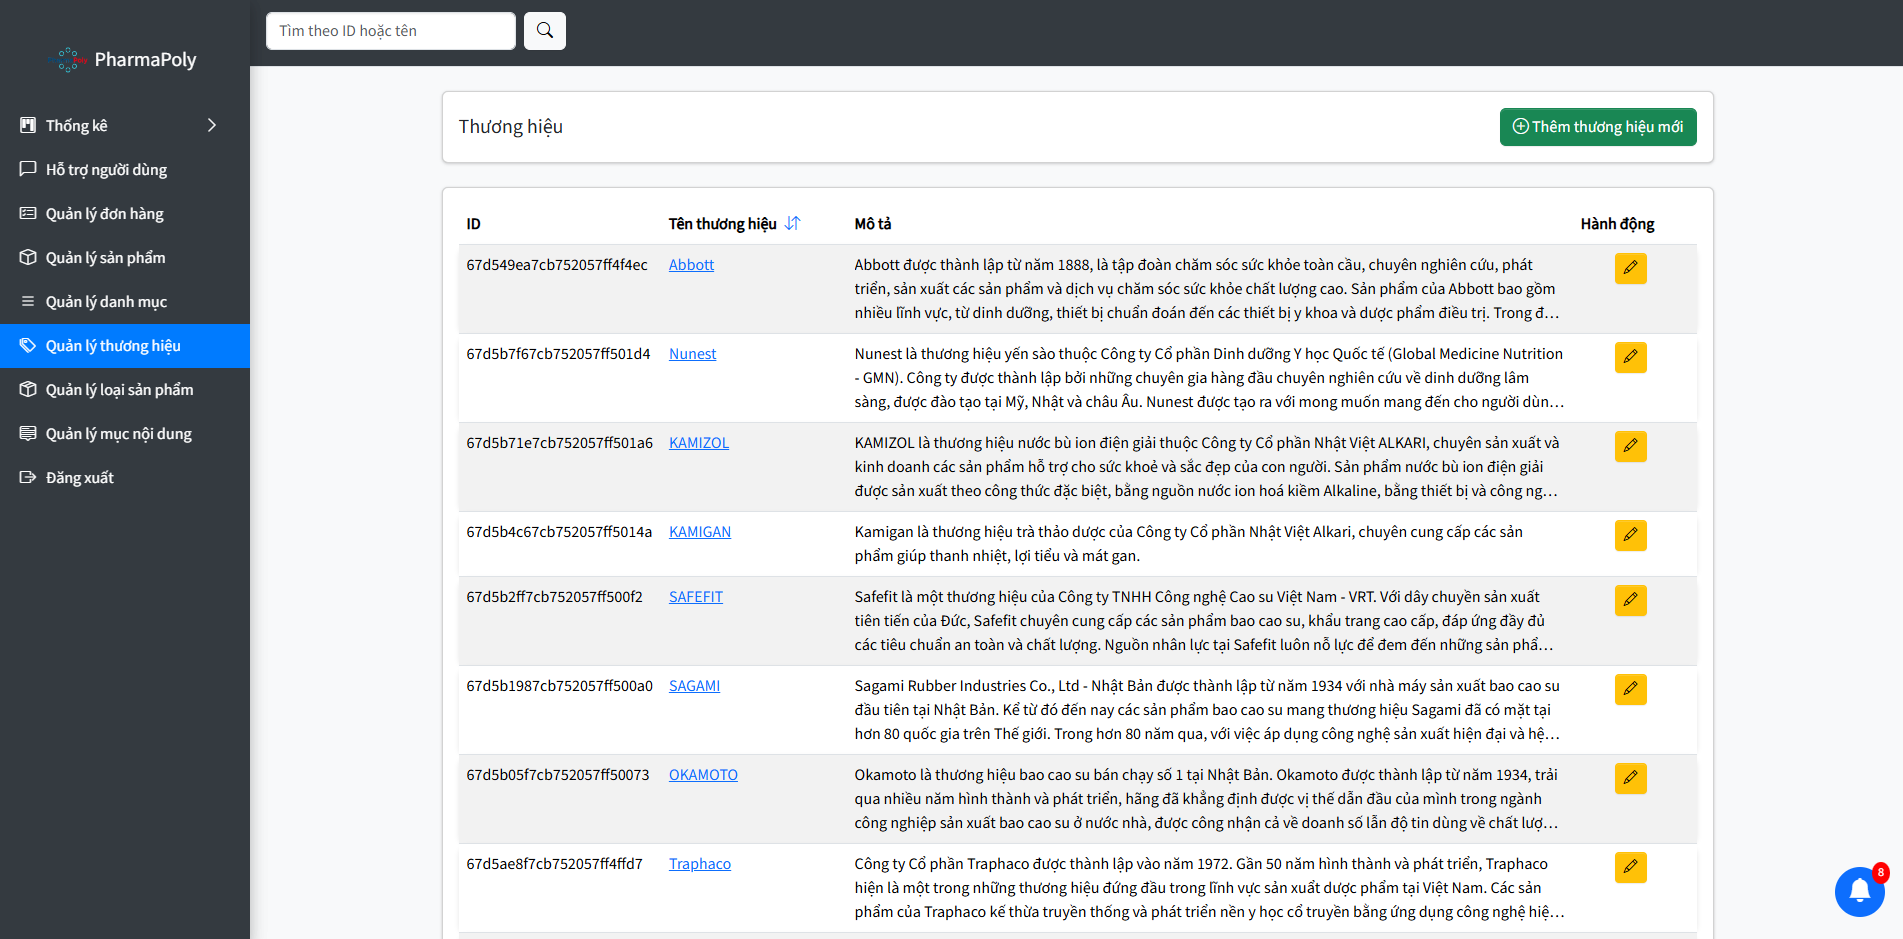 PharmaPoly
Thống kê
Hỗ trợ người dùng
Quản lý đơn hàng
Quản lý sản phẩm
Quản lý danh mục
Quản lý thương hiệu
Quản lý loại sản phẩm
Quản lý mục nội dung
Đăng xuất
Tìm theo ID hoặc tên
Thương hiệu
Thêm thương hiệu mới
ID Tên thương hiệu Mô tả Hành động
67d549ea7cb752057ff4f4ec Abbott Abbott được thành lập từ năm 1888, là tập đoàn chăm sóc sức khỏe toàn cầu, chuyên nghiên cứu, phát
triển, sản xuất các sản phẩm và dịch vụ chăm sóc sức khỏe chất lượng cao. Sản phẩm của Abbott bao gồm
nhiều lĩnh vực, từ dinh dưỡng, thiết bị chuẩn đoán đến các thiết bị y khoa và dược phẩm điều trị. Trong đ…
67d5b7f67cb752057ff501d4 Nunest Nunest là thương hiệu yến sào thuộc Công ty Cổ phần Dinh dưỡng Y học Quốc tế (Global Medicine Nutrition
- GMN). Công ty được thành lập bởi những chuyên gia hàng đầu chuyên nghiên cứu về dinh dưỡng lâm
sàng, được đào tạo tại Mỹ, Nhật và châu Âu. Nunest được tạo ra với mong muốn mang đến cho người dùn…
67d5b71e7cb752057ff501a6 KAMIZOL KAMIZOL là thương hiệu nước bù ion điện giải thuộc Công ty Cổ phần Nhật Việt ALKARI, chuyên sản xuất và
kinh doanh các sản phẩm hỗ trợ cho sức khoẻ và sắc đẹp của con người. Sản phẩm nước bù ion điện giải
được sản xuất theo công thức đặc biệt, bằng nguồn nước ion hoá kiềm Alkaline, bằng thiết bị và công ng…
67d5b4c67cb752057ff5014a KAMIGAN Kamigan là thương hiệu trà thảo dược của Công ty Cổ phần Nhật Việt Alkari, chuyên cung cấp các sản
phẩm giúp thanh nhiệt, lợi tiểu và mát gan.
67d5b2ff7cb752057ff500f2 SAFEFIT Safefit là một thương hiệu của Công ty TNHH Công nghệ Cao su Việt Nam - VRT. Với dây chuyền sản xuất
tiên tiến của Đức, Safefit chuyên cung cấp các sản phẩm bao cao su, khẩu trang cao cấp, đáp ứng đầy đủ
các tiêu chuẩn an toàn và chất lượng. Nguồn nhân lực tại Safefit luôn nỗ lực để đem đến những sản phẩ…
67d5b1987cb752057ff500a0 SAGAMI Sagami Rubber Industries Co., Ltd - Nhật Bản được thành lập từ năm 1934 với nhà máy sản xuất bao cao su
đầu tiên tại Nhật Bản. Kể từ đó đến nay các sản phẩm bao cao su mang thương hiệu Sagami đã có mặt tại
hơn 80 quốc gia trên Thế giới. Trong hơn 80 năm qua, với việc áp dụng công nghệ sản xuất hiện đại và hệ…
67d5b05f7cb752057ff50073 OKAMOTO Okamoto là thương hiệu bao cao su bán chạy số 1 tại Nhật Bản. Okamoto được thành lập từ năm 1934, trải
qua nhiều năm hình thành và phát triển, hãng đã khẳng định được vị thế dẫn đầu của mình trong ngành
công nghiệp sản xuất bao cao su ở nước nhà, được công nhận cả về doanh số lẫn độ tin dùng về chất lượ…
67d5ae8f7cb752057ff4ffd7 Traphaco Công ty Cổ phần Traphaco được thành lập vào năm 1972. Gần 50 năm hình thành và phát triển, Traphaco
hiện là một trong những thương hiệu đứng đầu trong lĩnh vực sản xuất dược phẩm tại Việt Nam. Các sản
phẩm của Traphaco kế thừa truyền thống và phát triển nền y học cổ truyền bằng ứng dụng công nghệ hiệ…
8